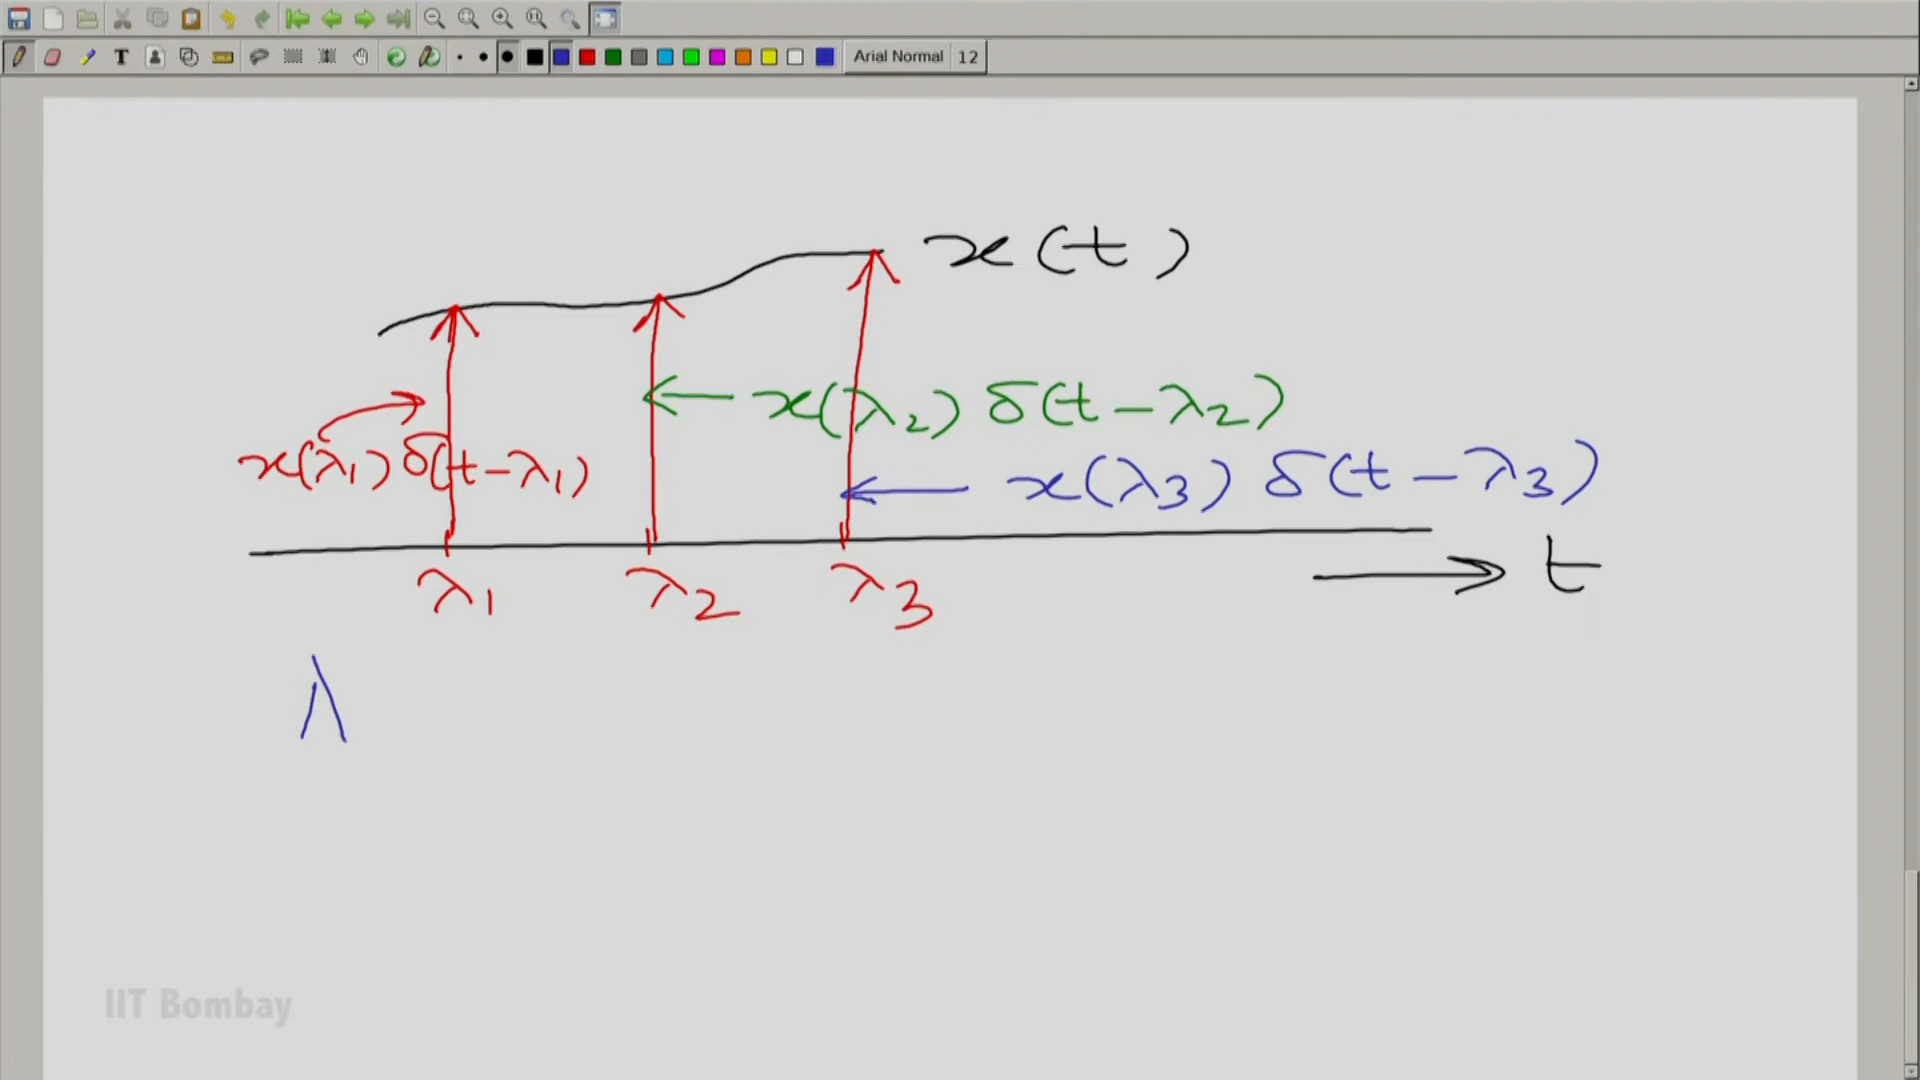 Arial Normal 12
x(t)
x(λ₂) δ(t-λ₂)
x(λ₁) δ(t-λ₁)
x(λ₃) δ(t-λ₃)
λ₁ λ₂ λ₃ t
λ
IIT Bombay